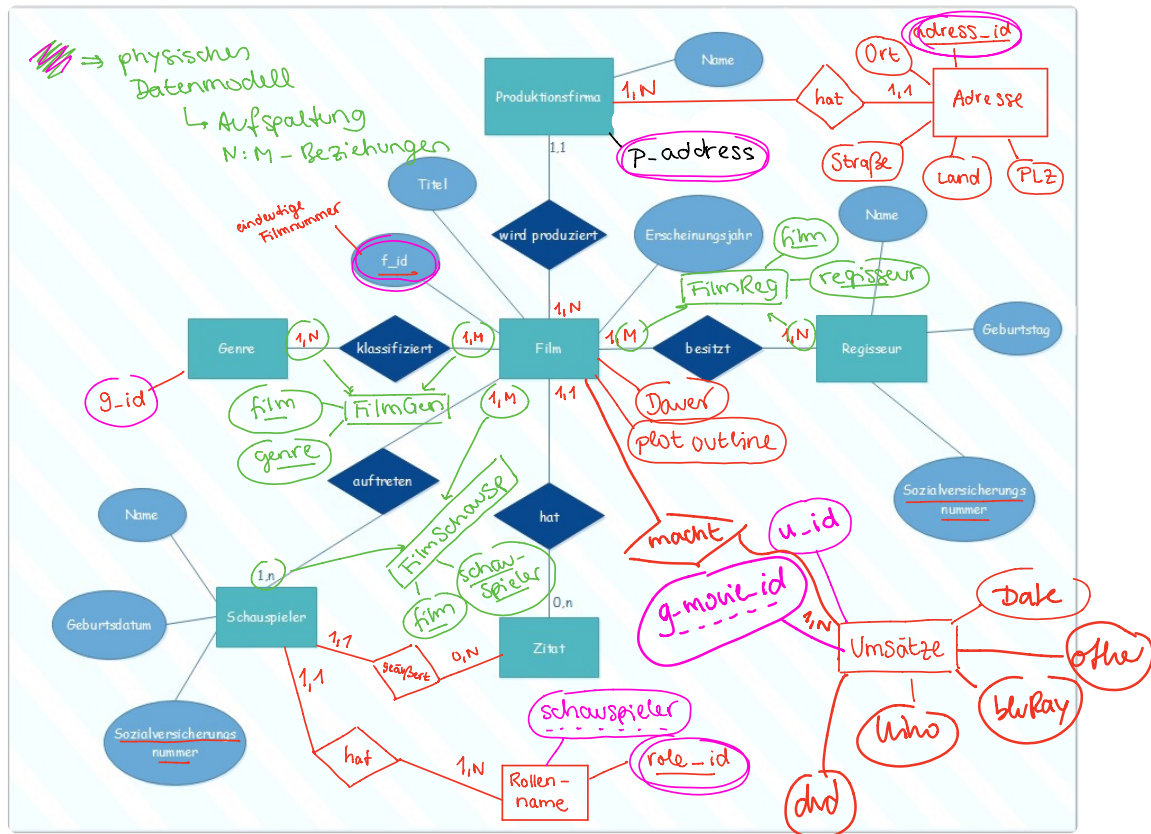 ⇒ physisches
Datenmodell
↳ Aufspaltung
N:M-Beziehungen
Produktionsfirma
Name
1,N
hat
1,1
Adresse
adress_id
Ort
Straße
Land
PLZ
p_address
1,1
wird produziert
1,N
Titel
eindeutige
Filmnummer
f_id
Erscheinungsjahr
Film
film
FilmReg
regisseur
Name
Genre
1,N
klassifiziert
1,M
1,M
besitzt
1,N
Regisseur
Geburtstag
g_id
film
FilmGen
genre
1,M
1,1
Dauer
plot outline
auftreten
FilmSchausp
film
schau-
spieler
hat
0,n
Zitat
Sozialversicherungs
nummer
macht
u_id
g-movie_id
1,N
Umsätze
Date
othe
bluRay
Kino
dvd
Name
Geburtsdatum
1,n
Schauspieler
Sozialversicherungs
nummer
1,1
geäußert
0,N
1,1
hat
1,N
schauspieler
Rollen-
name
role_id